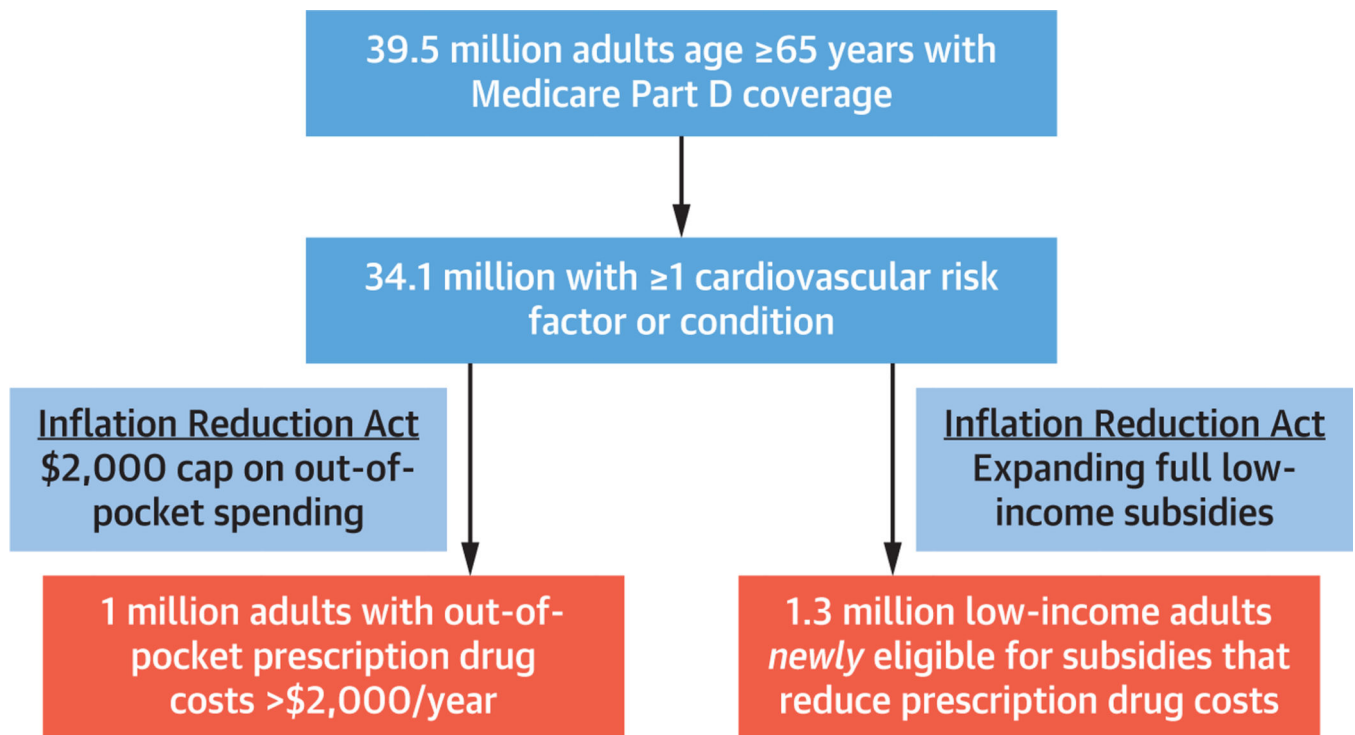 39.5 million adults age ≥65 years with
Medicare Part D coverage
34.1 million with ≥1 cardiovascular risk
factor or condition
Inflation Reduction Act
$2,000 cap on out-of-
pocket spending
Inflation Reduction Act
Expanding full low-
income subsidies
1 million adults with out-of-
pocket prescription drug
costs >$2,000/year
1.3 million low-income adults
newly eligible for subsidies that
reduce prescription drug costs